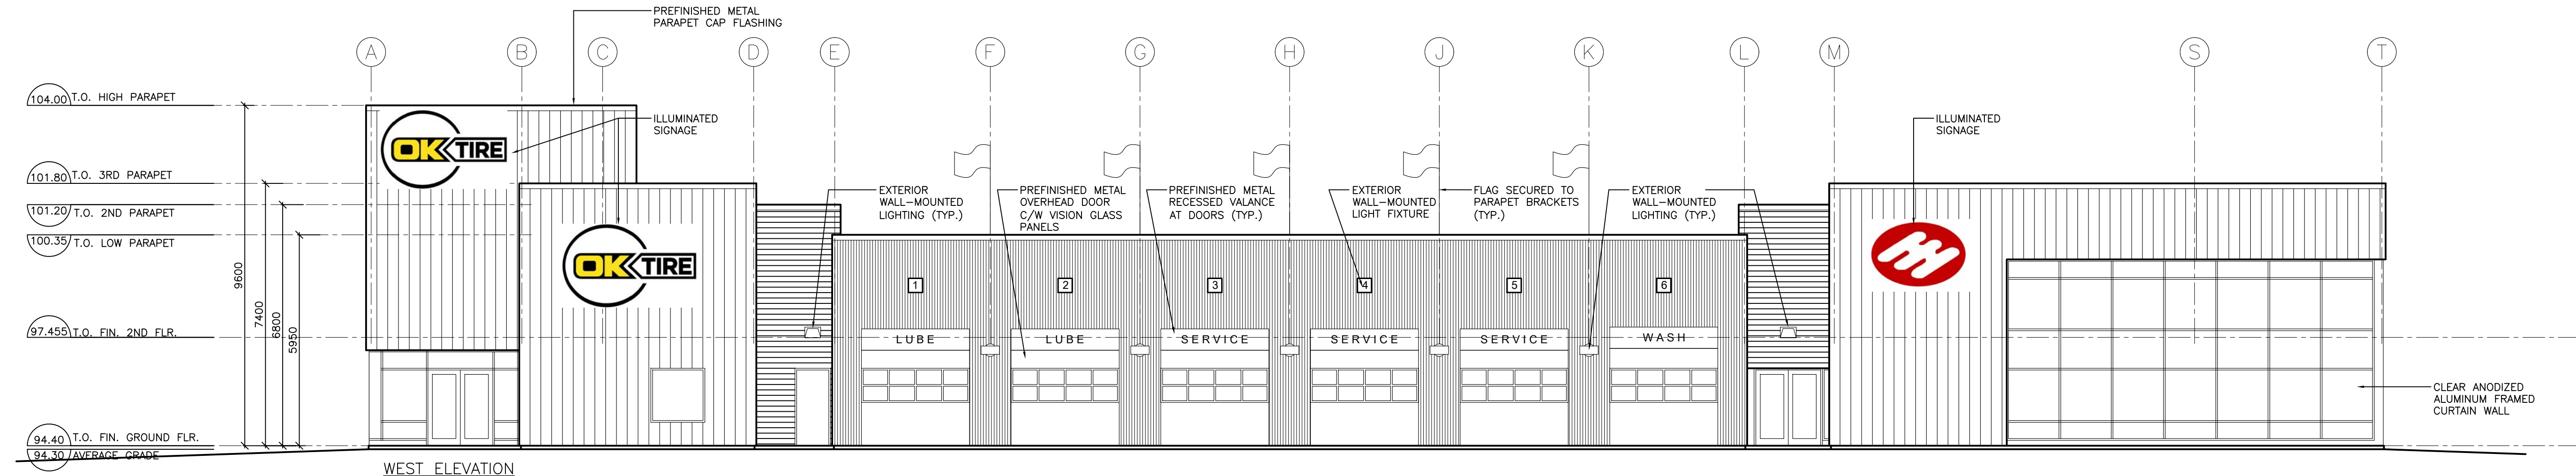 PREFINISHED METAL
PARAPET CAP FLASHING
A
B
C
D
E
F
G
H
J
K
L
M
S
T
104.00 T.O. HIGH PARAPET
OK TIRE
ILLUMINATED
SIGNAGE
ILLUMINATED
SIGNAGE
101.80 T.O. 3RD PARAPET
101.20 T.O. 2ND PARAPET
100.35 T.O. LOW PARAPET
EXTERIOR
WALL-MOUNTED
LIGHTING (TYP.)
PREFINISHED METAL
OVERHEAD DOOR
C/W VISION GLASS
PANELS
PREFINISHED METAL
RECESSED VALANCE
AT DOORS (TYP.)
EXTERIOR
WALL-MOUNTED
LIGHT FIXTURE
FLAG SECURED TO
PARAPET BRACKETS
(TYP.)
EXTERIOR
WALL-MOUNTED
LIGHTING (TYP.)
OK TIRE
9600
7400
6800
5950
1
2
3
4
5
6
97.455 T.O. FIN. 2ND FLR.
LUBE
LUBE
SERVICE
SERVICE
SERVICE
WASH
CLEAR ANODIZED
ALUMINUM FRAMED
CURTAIN WALL
94.40 T.O. FIN. GROUND FLR.
94.30 AVERAGE GRADE
WEST ELEVATION